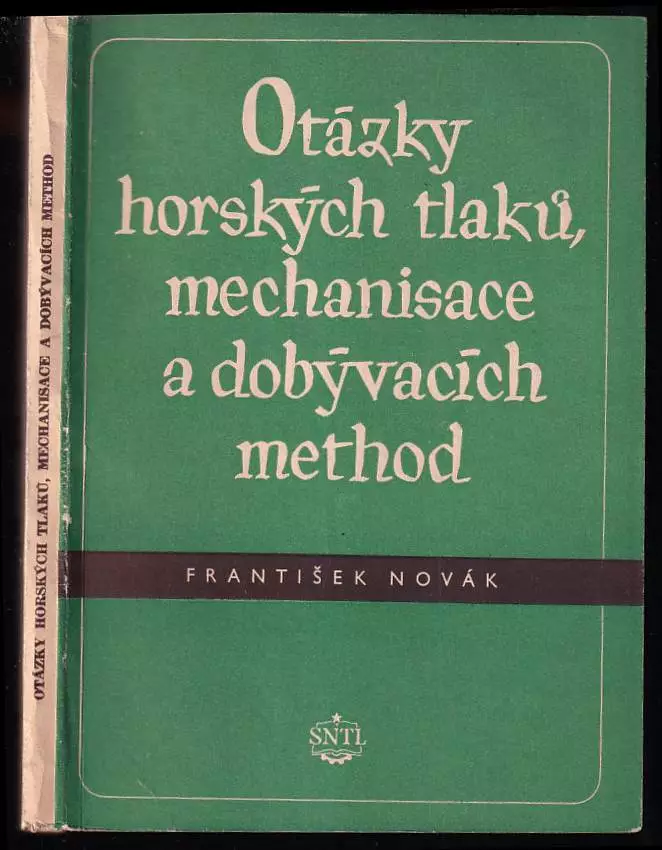 OTÁZKY HORSKÝCH TLAKŮ, MECHANISACE A DOBÝVACÍCH METHOD
Otázky
horských tlaků,
mechanisace
a dobývacích
method
FRANTIŠEK NOVÁK
SNTL